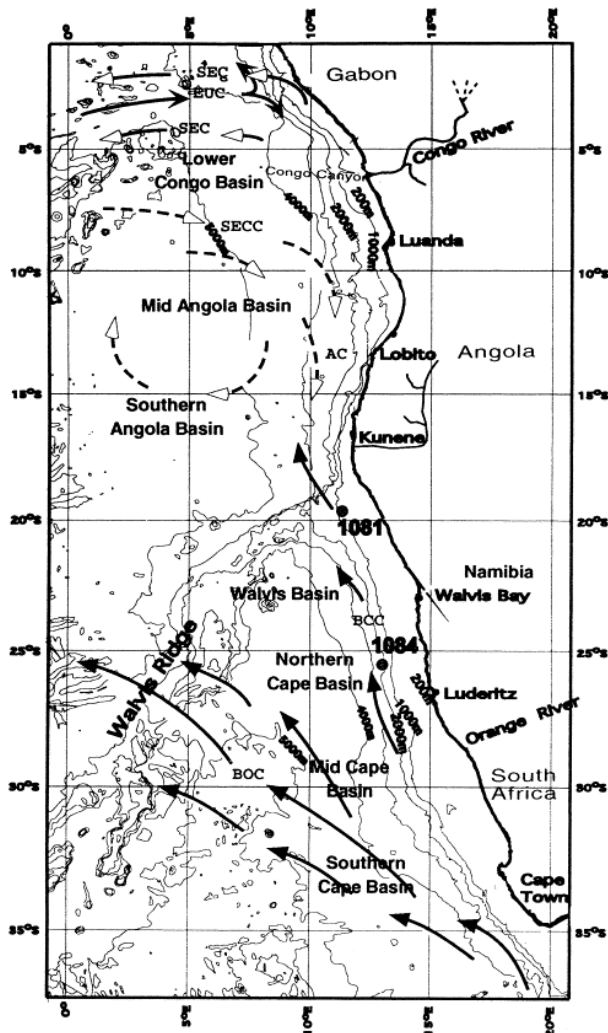 0° 5°E 10°E 15°E 20°E
SEC
EUC
Gabon
SEC
5°S 5°S
Lower
Congo Basin
Congo Canyon
Congo River
4000m
200m
2000m
1000m
SECC
4000m
Luanda
10°S 10°S
Mid Angola Basin
AC
Lobito
Angola
15°S 15°S
Southern
Angola Basin
Kunene
20°S 20°S
1081
Walvis Basin
Namibia
Walvis Bay
BCC
1084
25°S 25°S
Walvis Ridge
Northern
Cape Basin
200m
Luderitz
1000m
2000m
4000m
Orange River
5000m
BOC
Mid Cape
Basin
South
Africa
30°S 30°S
Southern
Cape Basin
Cape
Town
35°S 35°S
0° 5°E 10°E 15°E 20°E